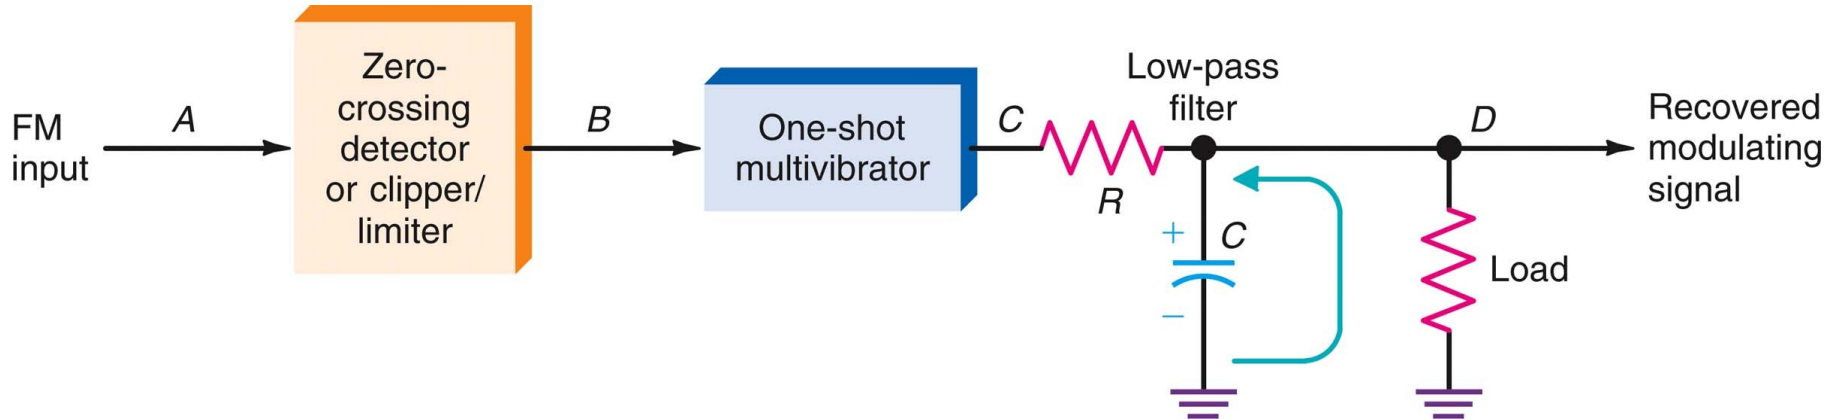 FM
input
A
Zero-
crossing
detector
or clipper/
limiter
B
One-shot
multivibrator
C
R
Low-pass
filter
+
C
−
D
Load
Recovered
modulating
signal